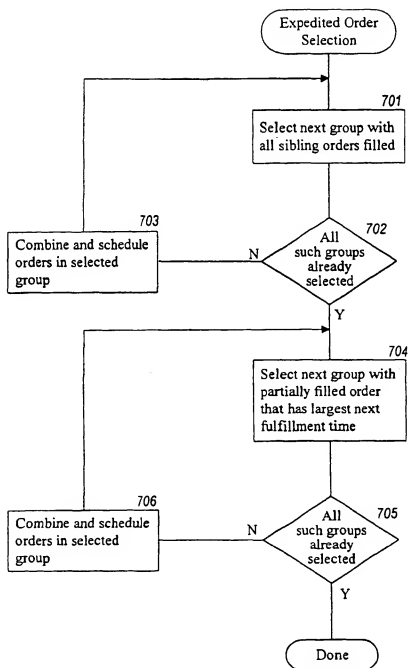 Expedited Order
Selection
701
Select next group with
all sibling orders filled
703
Combine and schedule
orders in selected
group
N
702
All
such groups
already
selected
Y
704
Select next group with
partially filled order
that has largest next
fulfillment time
706
Combine and schedule
orders in selected
group
N
705
All
such groups
already
selected
Y
Done